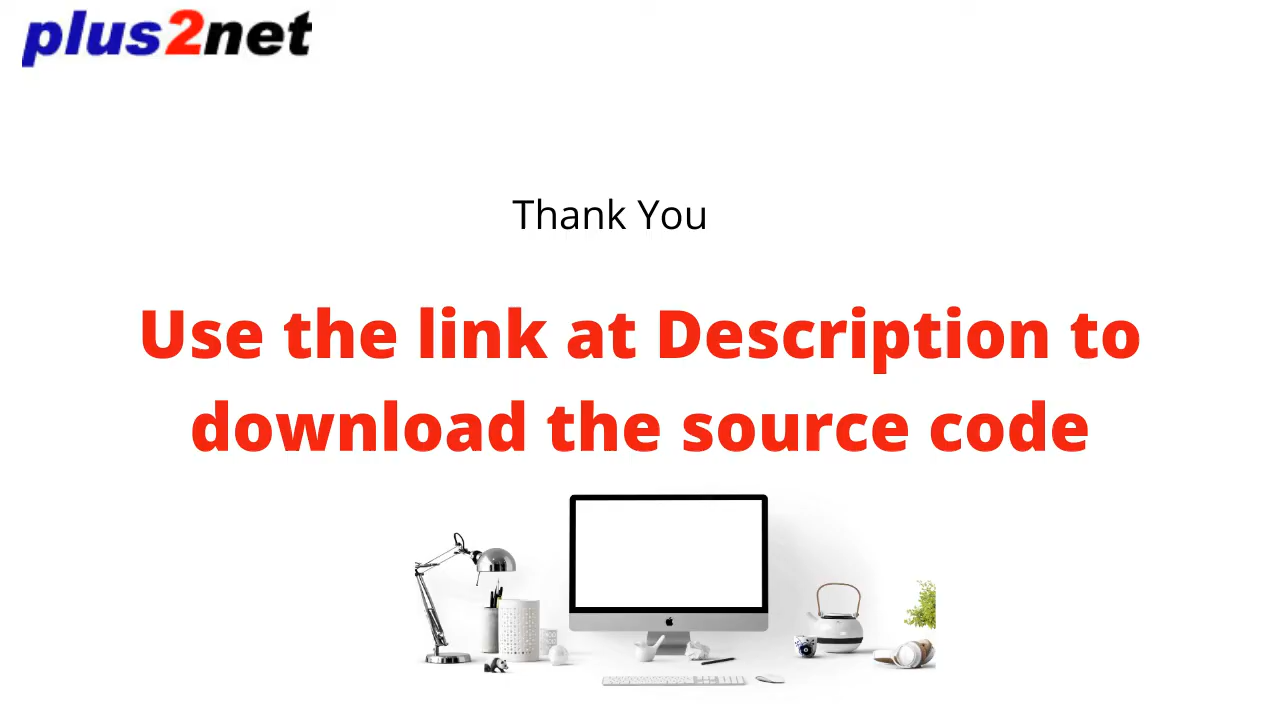 plus2net
Thank You
Use the link at Description to
download the source code